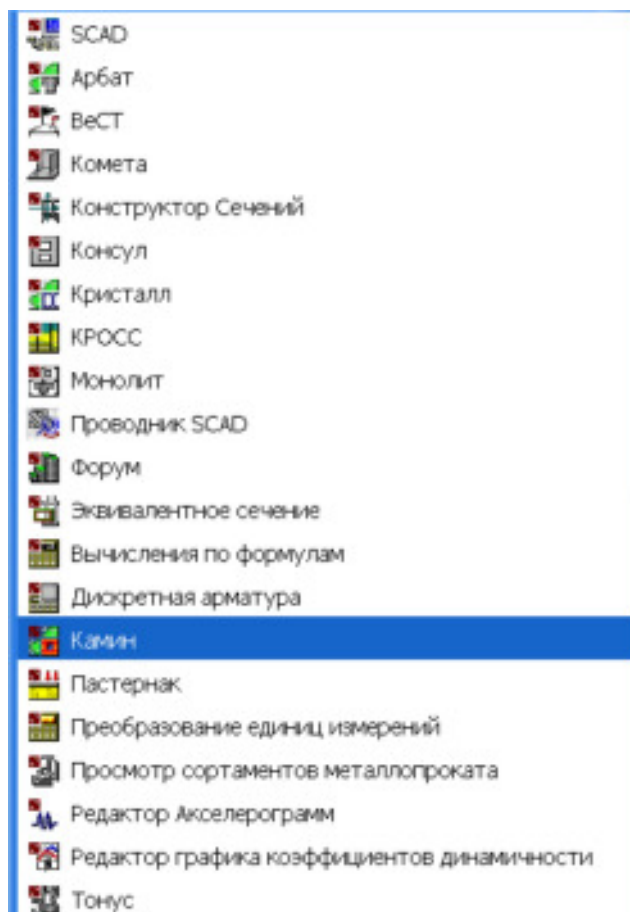 SCAD
Арбат
ВеСТ
Комета
Конструктор Сечений
Консул
Кристалл
КРОСС
Монолит
Проводник SCAD
Форум
Эквивалентное сечение
Вычисления по формулам
Дискретная арматура
Камин
Пастернак
Преобразование единиц измерений
Просмотр сортаментов металлопроката
Редактор Акселерограмм
Редактор графика коэффициентов динамичности
Тонус